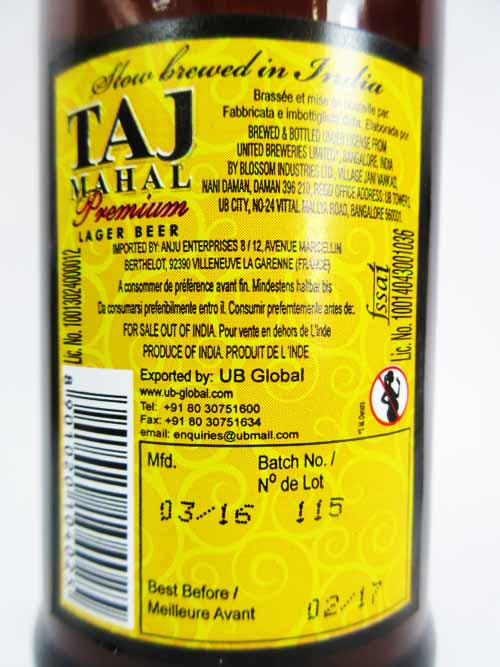 Slow brewed in India
TAJ
MAHAL
Premium
LAGER BEER
Brassée et mise en bouteille par.
Fabbricata e imbottigliata data. Elaborada por
BREWED & BOTTLED UNDER LICENSE FROM
UNITED BREWERIES LIMITED*, BANGALORE, INDIA
BY BLOSSOM INDUSTRIES LTD., VILLAGE JANI VANKAD,
NANI DAMAN, DAMAN 396 210, REGD OFFICE ADDRESS: UB TOWERS,
UB CITY, NO-24 VITTAL MALLYA ROAD, BANGALORE 560001.
IMPORTED BY: ANJU ENTERPRISES 8 / 12, AVENUE MARCELLIN
BERTHELOT, 92390 VILLENEUVE LA GARENNE (FRANCE)
A consommer de préférence avant fin. Mindestens haltbar bis
Da consumarsi preferibilmente entro il. Consumir preferntemente antes de:.
FOR SALE OUT OF INDIA. Pour vente en dehors de L'inde
PRODUCE OF INDIA. PRODUIT DE L 'INDE
Exported by: UB Global
www.ub-global.com
Tel: +91 80 30751600
Fax: +91 80 30751634
email: enquiries@ubmail.com
Lic. No. 10013024000012
fssai
Lic. No. 10014043001036
*T.M. Owners
Mfd.
Batch No. /
Nº de Lot
03/16 115
Best Before /
Meilleure Avant
02/17